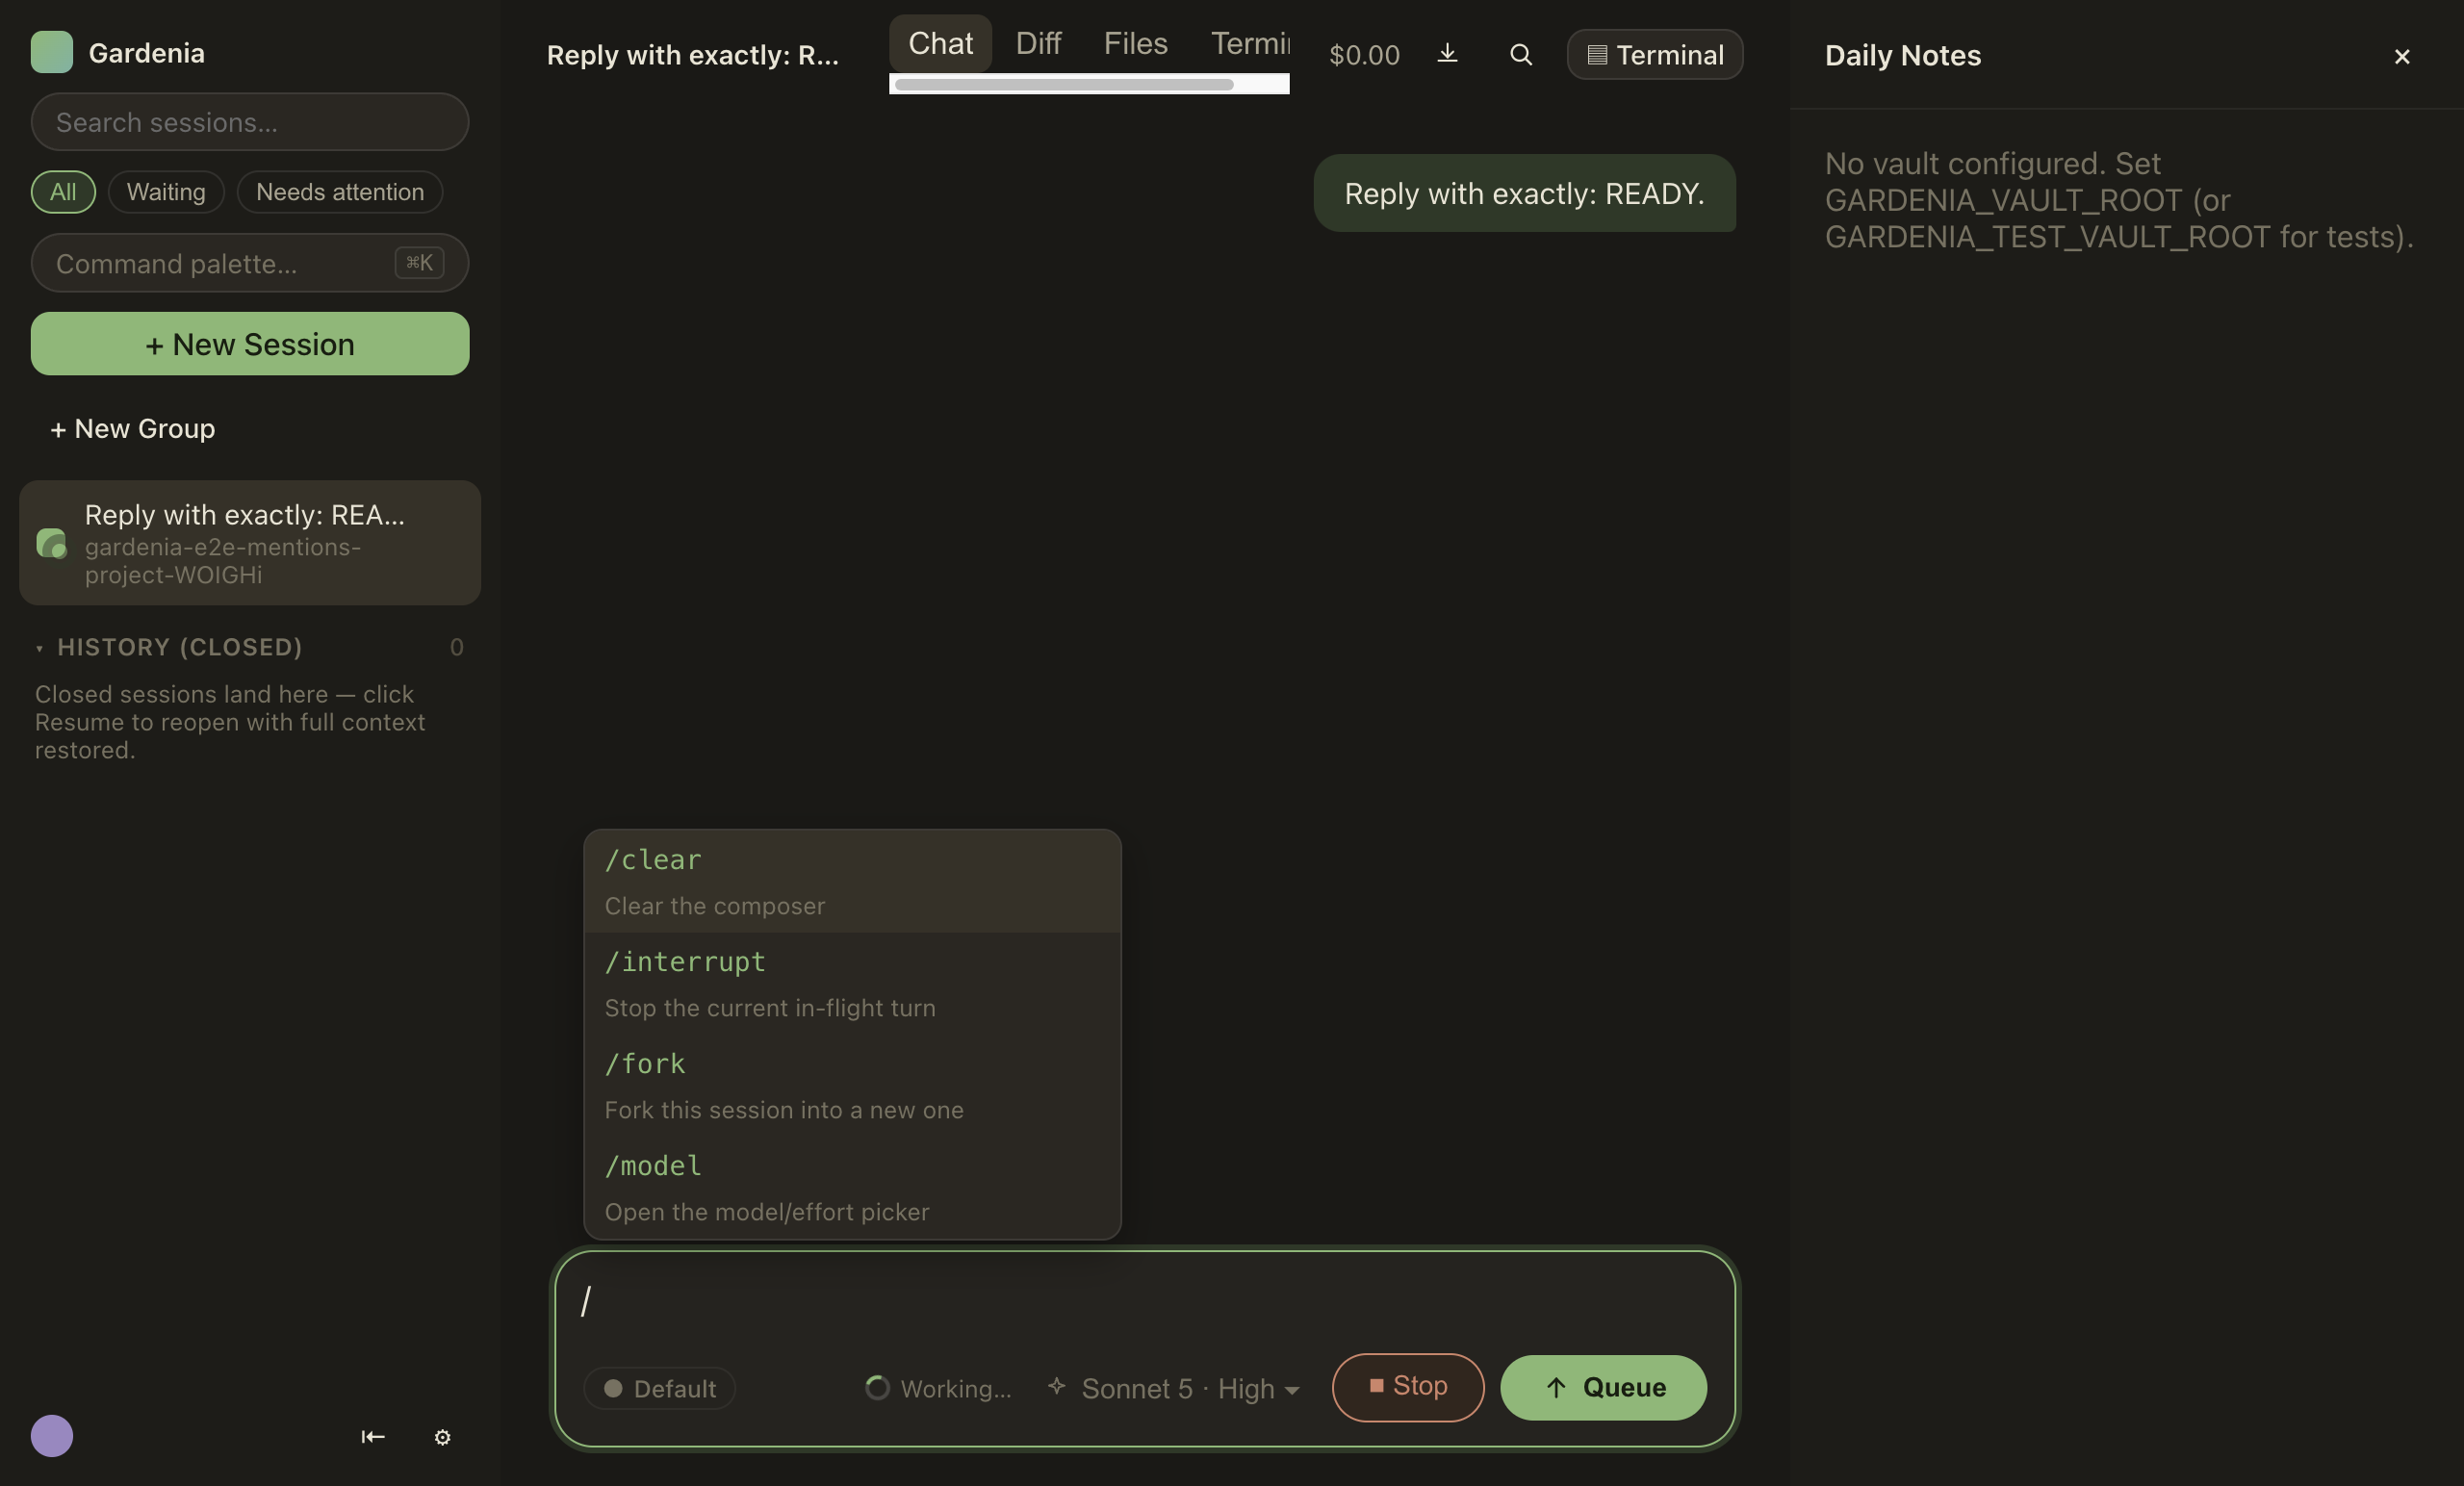 Gardenia
Search sessions...
All
Waiting
Needs attention
Command palette...
⌘K
+ New Session
+ New Group
Reply with exactly: REA...
gardenia-e2e-mentions-
project-WOIGHi
HISTORY (CLOSED)
0
Closed sessions land here — click
Resume to reopen with full context
restored.
Reply with exactly: R...
Chat
Diff
Files
Termi
$0.00
Terminal
Reply with exactly: READY.
/clear
Clear the composer
/interrupt
Stop the current in-flight turn
/fork
Fork this session into a new one
/model
Open the model/effort picker
/
Default
Working...
Sonnet 5 · High
Stop
Queue
Daily Notes
No vault configured. Set
GARDENIA_VAULT_ROOT (or
GARDENIA_TEST_VAULT_ROOT for tests).